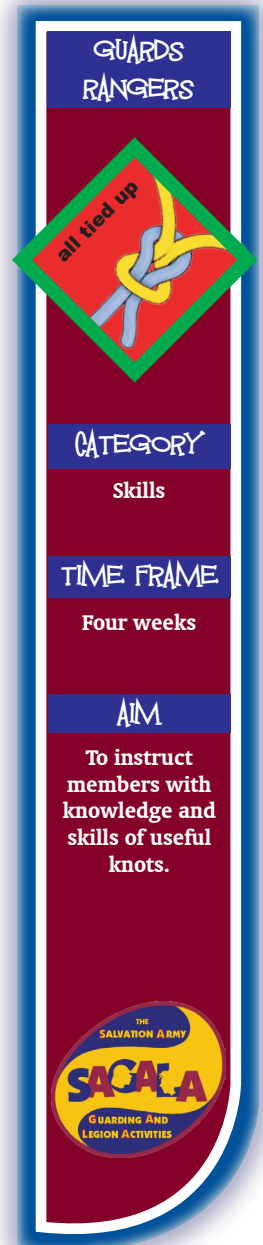 GUARDS
RANGERS
all tied up
CATEGORY
Skills
TIME FRAME
Four weeks
AIM
To instruct
members with
knowledge and
skills of useful
knots.
THE
SALVATION ARMY
SAGALA
GUARDING AND
LEGION ACTIVITIES